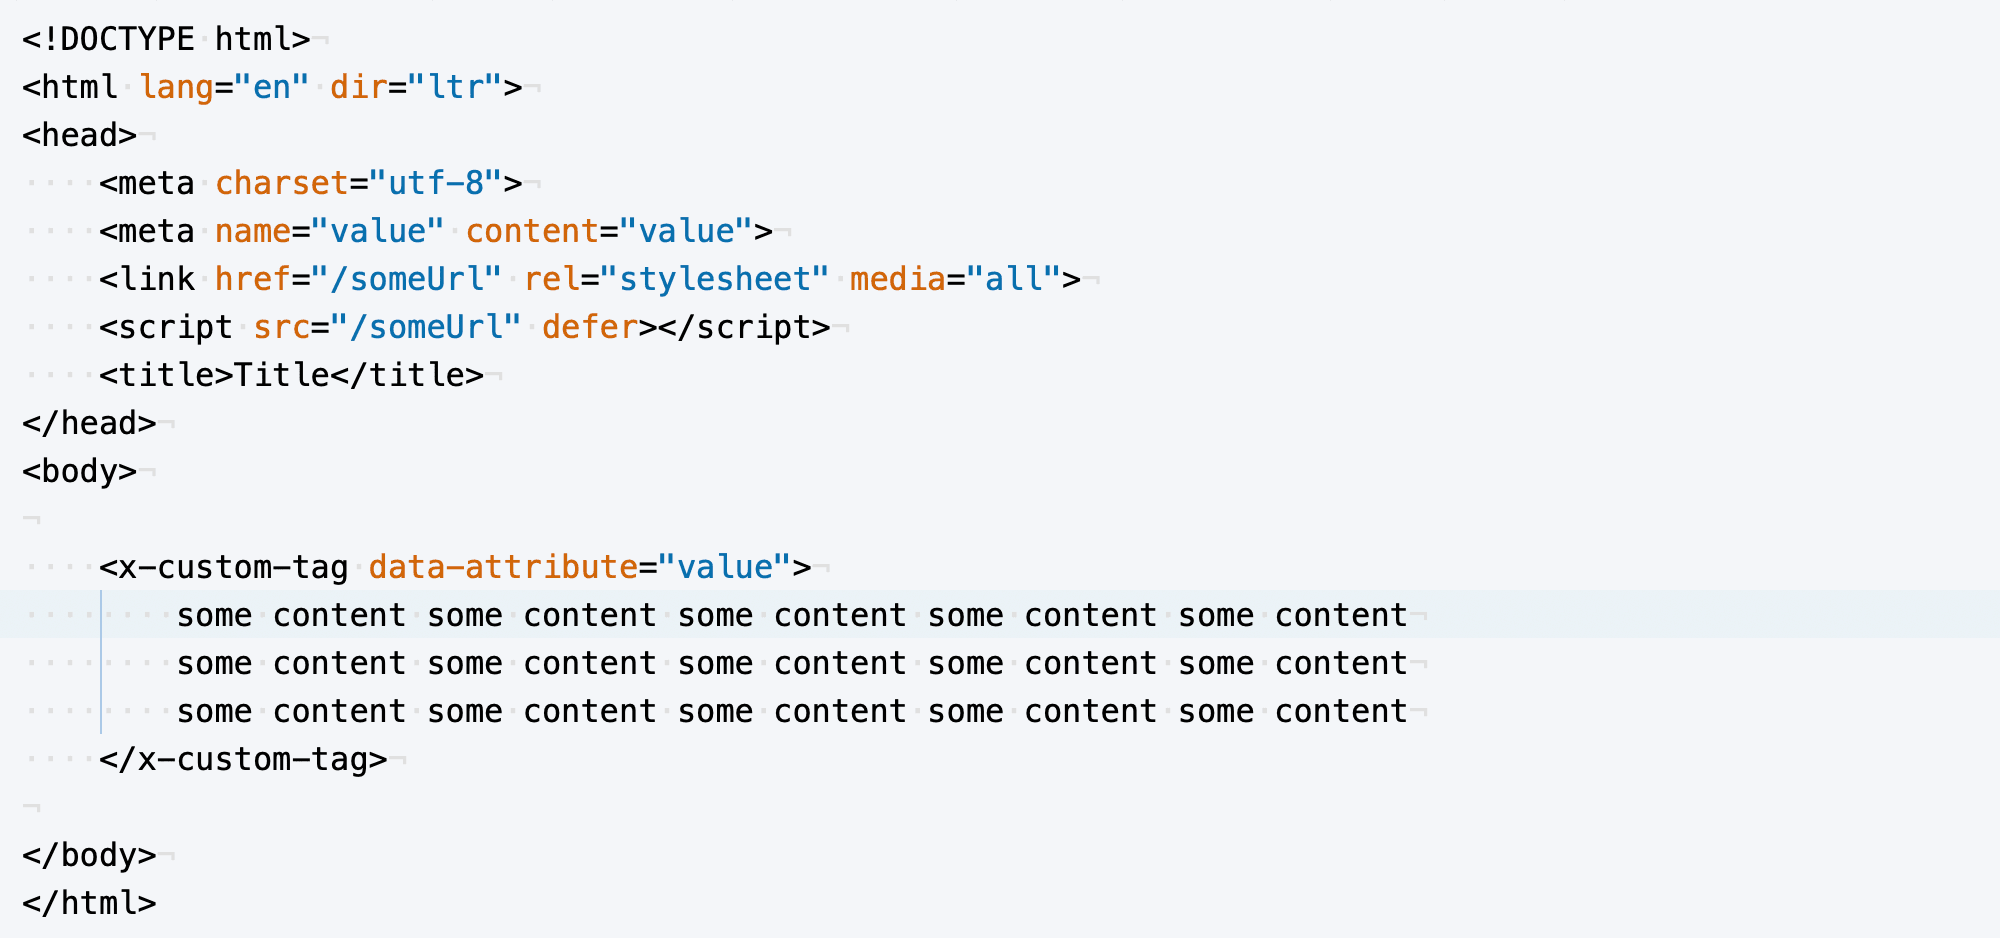 <!DOCTYPE html>
<html lang="en" dir="ltr">
<head>
    <meta charset="utf-8">
    <meta name="value" content="value">
    <link href="/someUrl" rel="stylesheet" media="all">
    <script src="/someUrl" defer></script>
    <title>Title</title>
</head>
<body>

    <x-custom-tag data-attribute="value">
        some content some content some content some content some content
        some content some content some content some content some content
        some content some content some content some content some content
    </x-custom-tag>

</body>
</html>